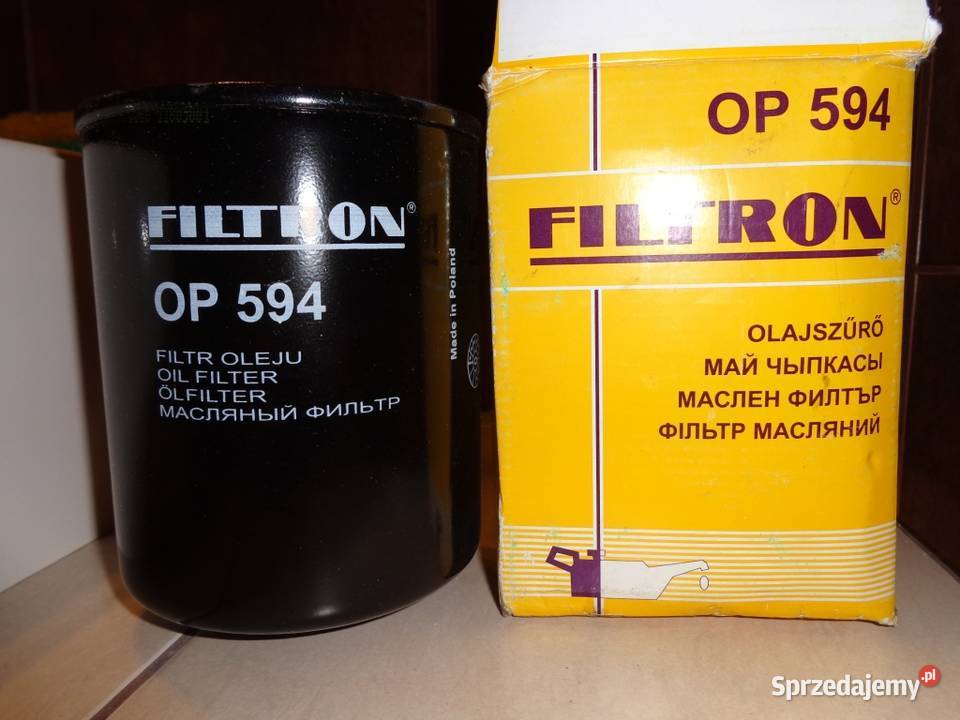 FILTRON®
OP 594
FILTR OLEJU
OIL FILTER
ÖLFILTER
МАСЛЯНЫЙ ФИЛЬТР
Made in Poland
OP 594
FILTRON®
OLAJSZŰRŐ
МАЙ ЧЫПКАСЫ
МАСЛЕН ФИЛТЪР
ФІЛЬТР МАСЛЯНИЙ
Sprzedajemy.pl